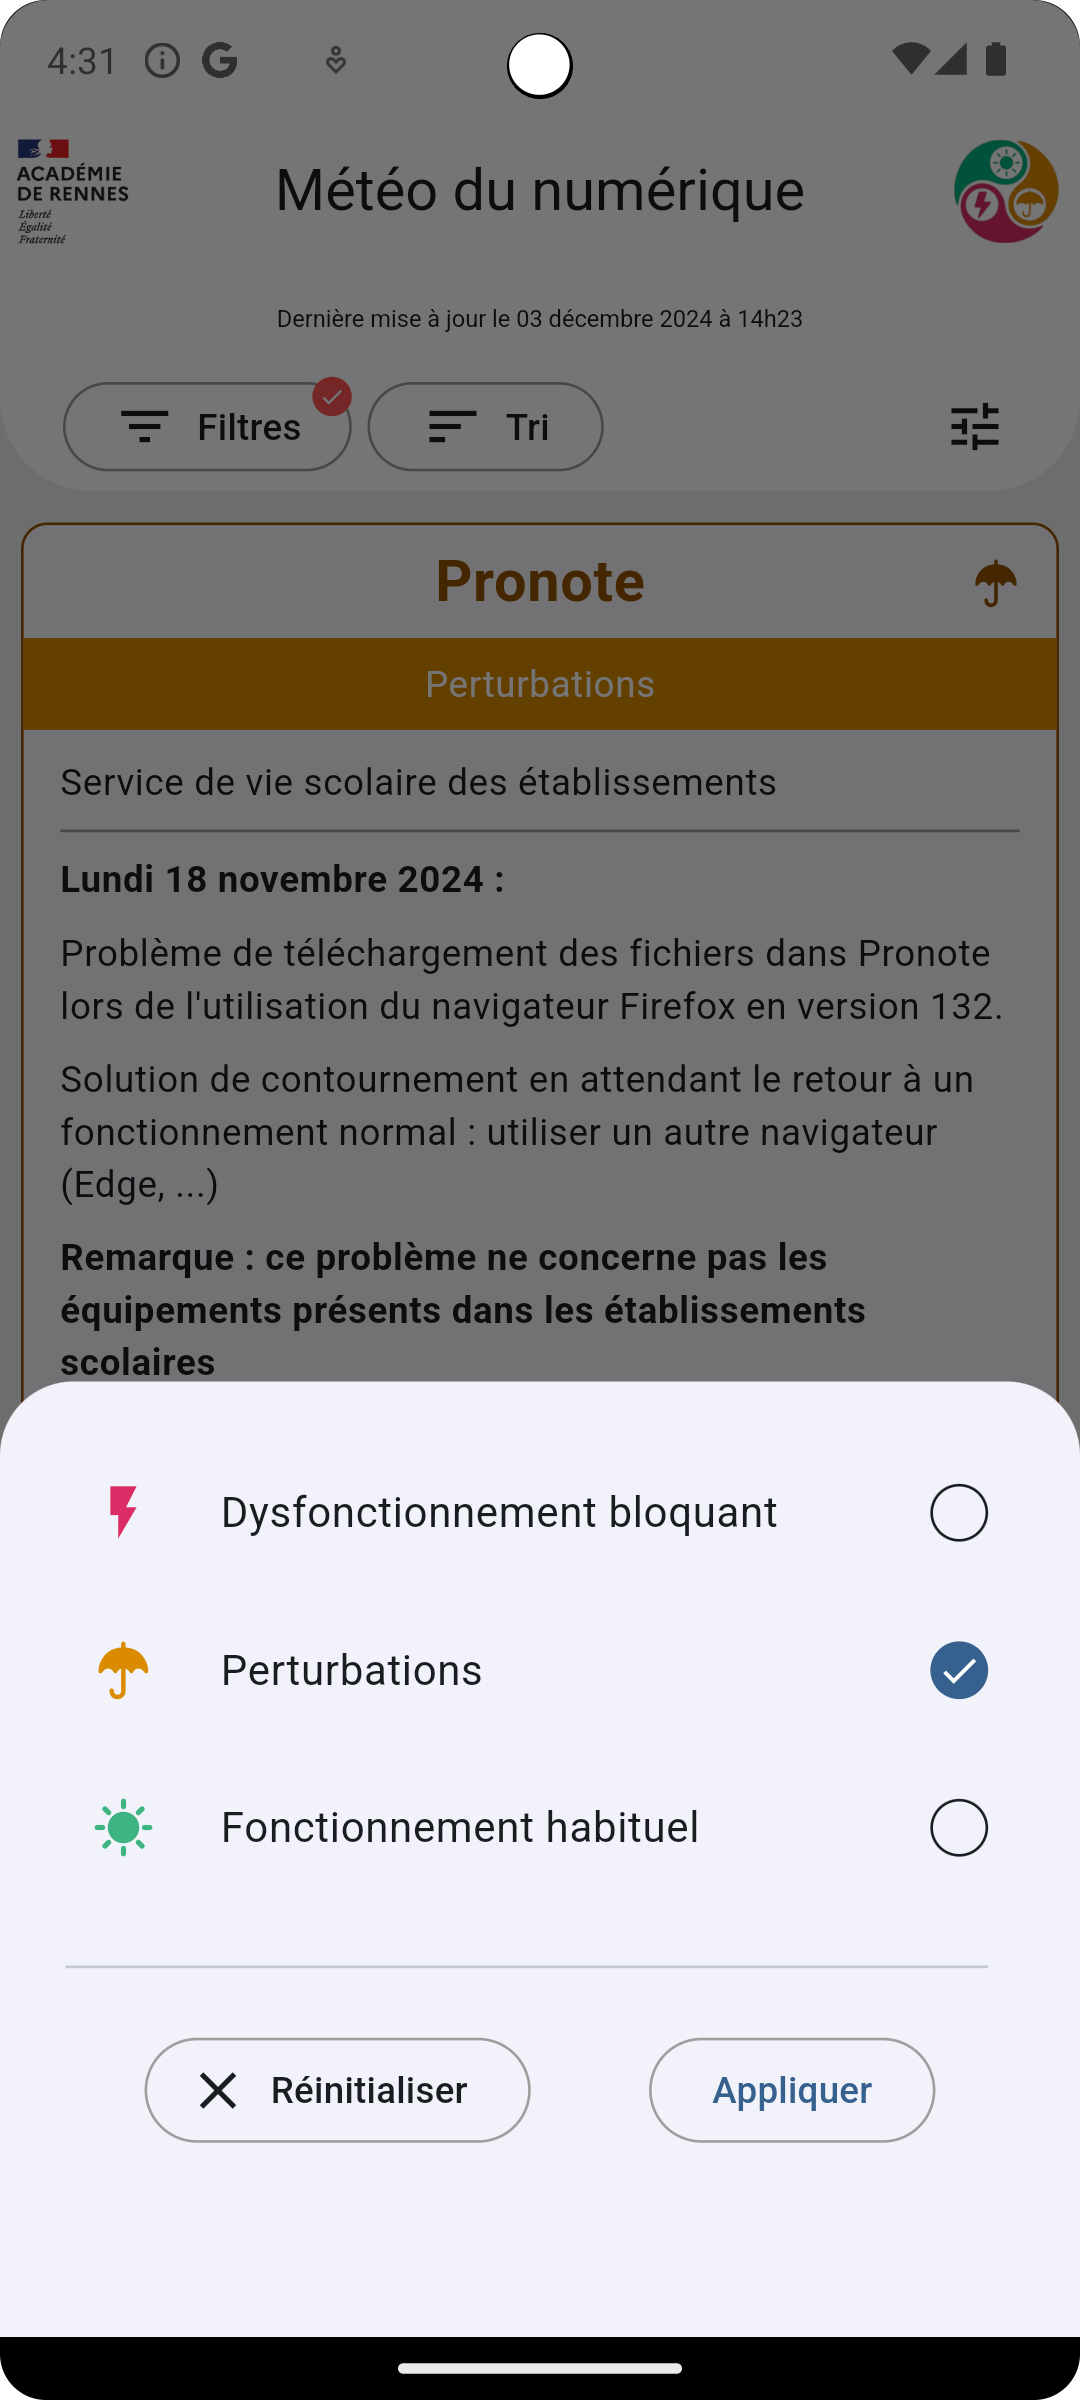 4:31
ACADÉMIE
DE RENNES
Liberté
Égalité
Fraternité
Météo du numérique
Dernière mise à jour le 03 décembre 2024 à 14h23
Filtres
Tri
Pronote
Perturbations
Service de vie scolaire des établissements
Lundi 18 novembre 2024 :
Problème de téléchargement des fichiers dans Pronote
lors de l'utilisation du navigateur Firefox en version 132.
Solution de contournement en attendant le retour à un
fonctionnement normal : utiliser un autre navigateur
(Edge, ...)
Remarque : ce problème ne concerne pas les
équipements présents dans les établissements
scolaires
Dysfonctionnement bloquant
Perturbations
Fonctionnement habituel
Réinitialiser
Appliquer